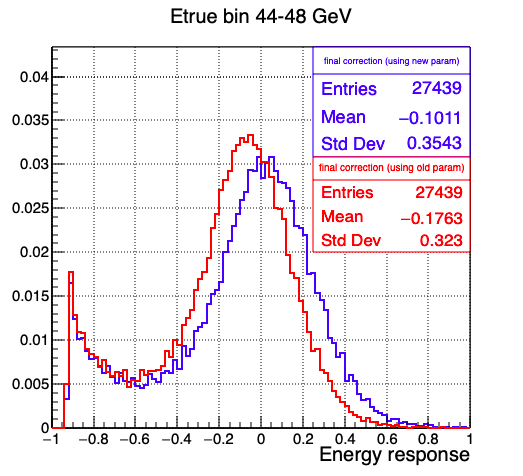 Etrue bin 44-48 GeV
final correction (using new param)
Entries 27439
Mean −0.1011
Std Dev 0.3543
final correction (using old param)
Entries 27439
Mean −0.1763
Std Dev 0.323
0.04
0.035
0.03
0.025
0.02
0.015
0.01
0.005
0
−1 −0.8 −0.6 −0.4 −0.2 0 0.2 0.4 0.6 0.8 1
Energy response